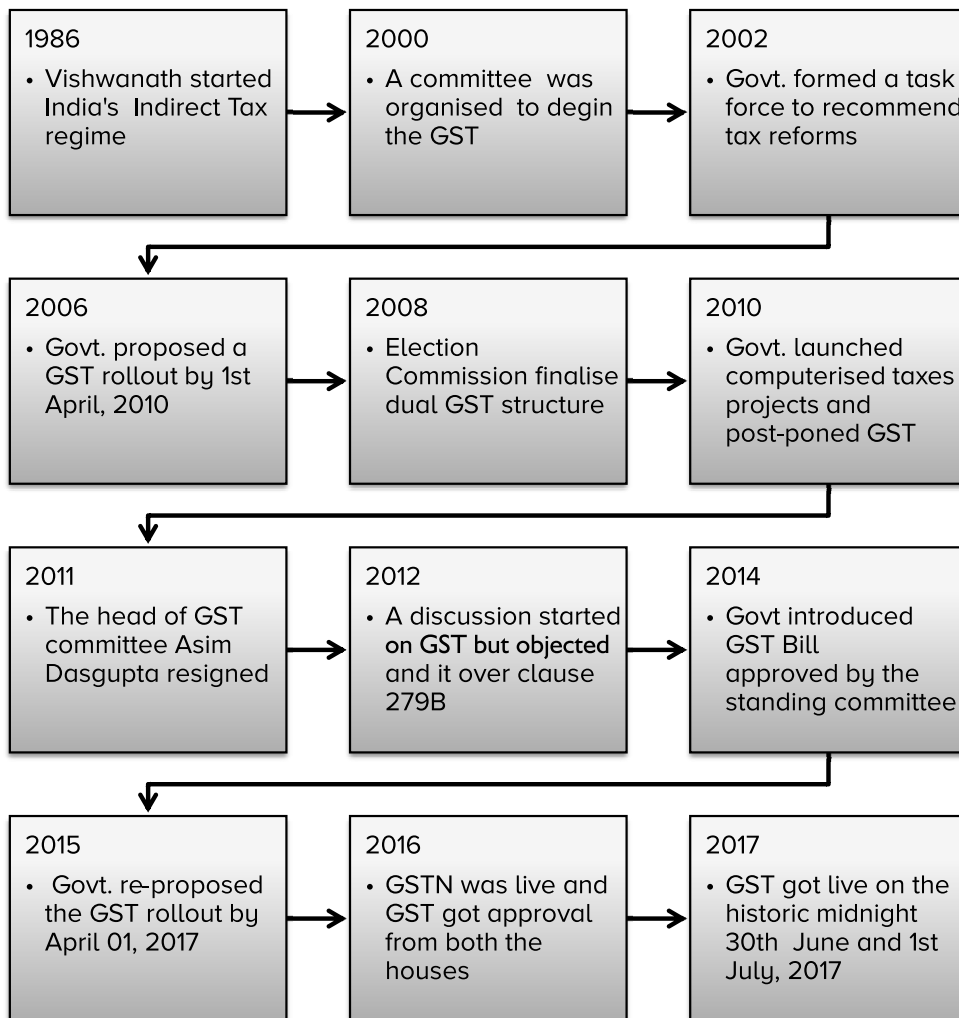 1986
• Vishwanath started
India's Indirect Tax
regime
2000
• A committee was
organised to degin
the GST
2002
• Govt. formed a task
force to recommend
tax reforms
2006
• Govt. proposed a
GST rollout by 1st
April, 2010
2008
• Election
Commission finalise
dual GST structure
2010
• Govt. launched
computerised taxes
projects and
post-poned GST
2011
• The head of GST
committee Asim
Dasgupta resigned
2012
• A discussion started
on GST but objected
and it over clause
279B
2014
• Govt introduced
GST Bill
approved by the
standing committee
2015
• Govt. re-proposed
the GST rollout by
April 01, 2017
2016
• GSTN was live and
GST got approval
from both the
houses
2017
• GST got live on the
historic midnight
30th June and 1st
July, 2017